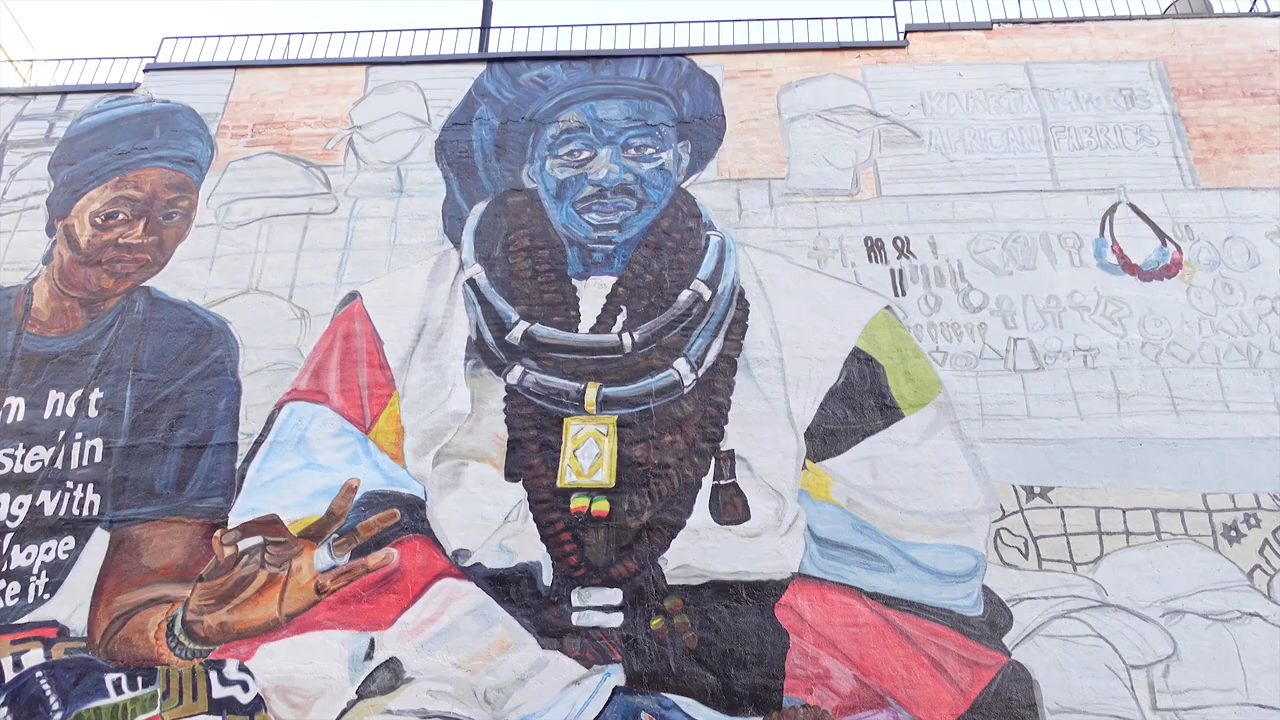 KAARTA IMPORTS
AFRICAN FABRICS
m not
sted in
ng with
hope
ke it.